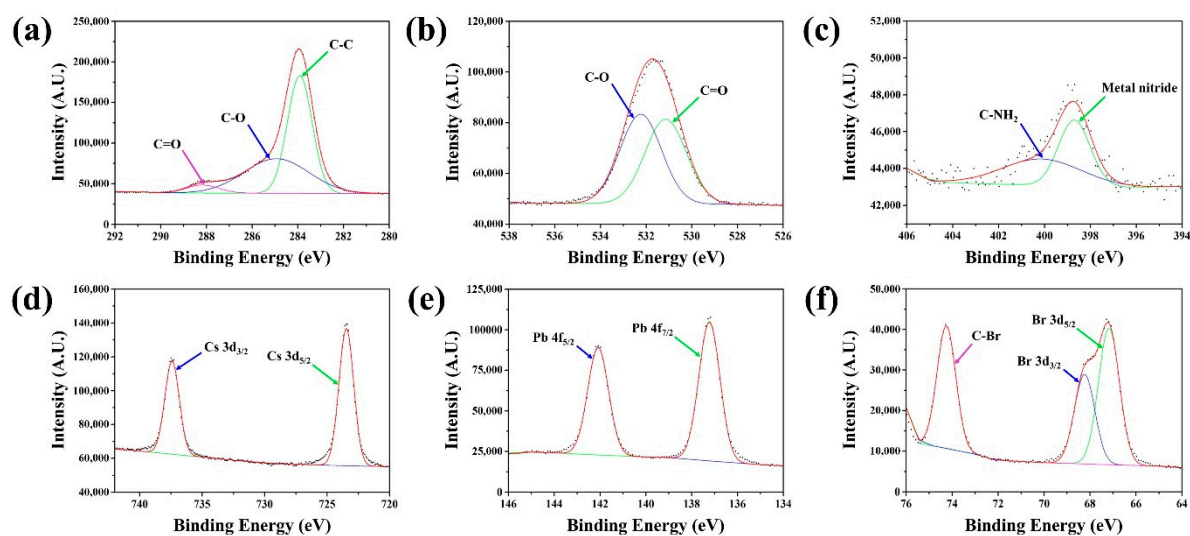 (a)
250,000
200,000
150,000
100,000
50,000
0
Intensity (A.U.)
C-C
C-O
C=O
292 290 288 286 284 282 280
Binding Energy (eV)
(b)
120,000
100,000
80,000
60,000
40,000
Intensity (A.U.)
C-O
C=O
538 536 534 532 530 528 526
Binding Energy (eV)
(c)
52,000
50,000
48,000
46,000
44,000
42,000
Intensity (A.U.)
Metal nitride
C-NH₂
406 404 402 400 398 396 394
Binding Energy (eV)
(d)
160,000
140,000
120,000
100,000
80,000
60,000
40,000
Intensity (A.U.)
Cs 3d₃/₂
Cs 3d₅/₂
740 735 730 725 720
Binding Energy (eV)
(e)
125,000
100000
75,000
50,000
25,000
0
Intensity (A.U.)
Pb 4f₅/₂
Pb 4f₇/₂
146 144 142 140 138 136 134
Binding Energy (eV)
(f)
50,000
40,000
30,000
20,000
10,000
0
Intensity (A.U.)
C-Br
Br 3d₅/₂
Br 3d₃/₂
76 74 72 70 68 66 64
Binding Energy (eV)